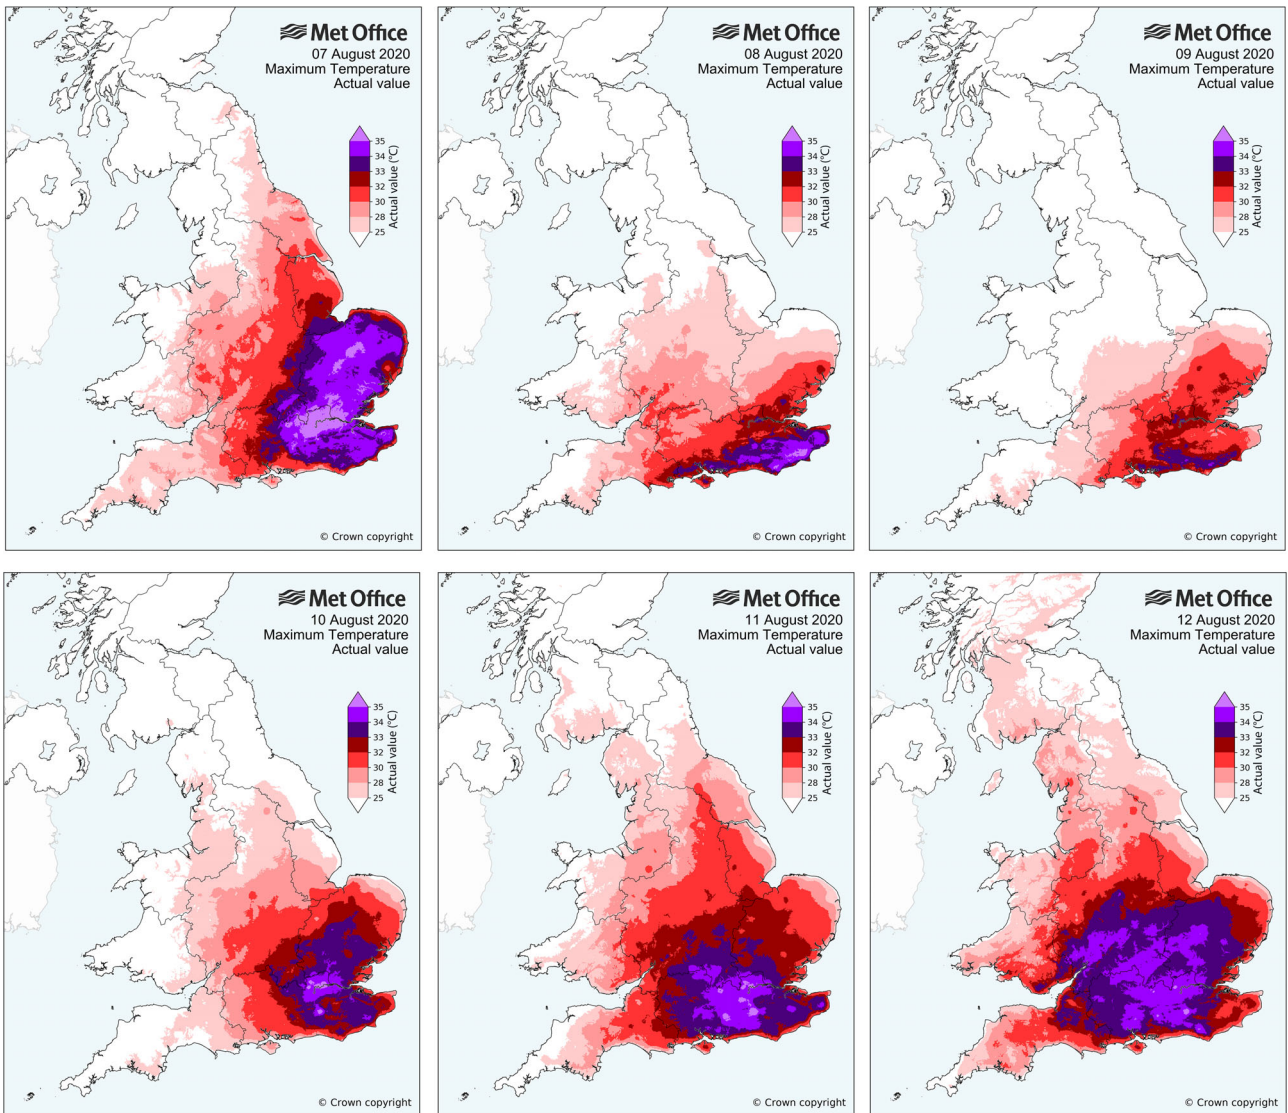 Met Office
07 August 2020
Maximum Temperature
Actual value
35
34
33
32
30
28
25
Actual value (°C)
© Crown copyright
Met Office
08 August 2020
Maximum Temperature
Actual value
35
34
33
32
30
28
25
Actual value (°C)
© Crown copyright
Met Office
09 August 2020
Maximum Temperature
Actual value
35
34
33
32
30
28
25
Actual value (°C)
© Crown copyright
Met Office
10 August 2020
Maximum Temperature
Actual value
35
34
33
32
30
28
25
Actual value (°C)
© Crown copyright
Met Office
11 August 2020
Maximum Temperature
Actual value
35
34
33
32
30
28
25
Actual value (°C)
© Crown copyright
Met Office
12 August 2020
Maximum Temperature
Actual value
35
34
33
32
30
28
25
Actual value (°C)
© Crown copyright